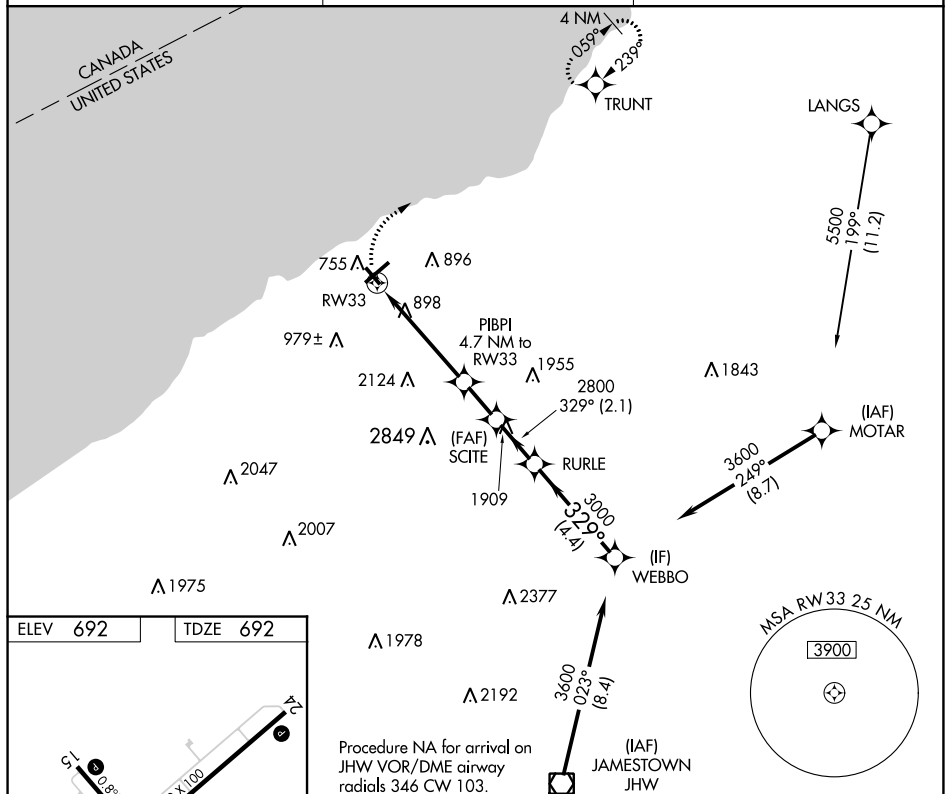 4 NM
059°
239°
CANADA
UNITED STATES
TRUNT
LANGS
5500
199°
(11.2)
755
896
RW33
898
PIBPI
4.7 NM to
RW33
979±
1955
2124
2800
329° (2.1)
1843
2849
(FAF)
SCITE
(IAF)
MOTAR
RURLE
3600
249°
(8.7)
2047
1909
3000
329°
(4.4)
2007
(IF)
WEBBO
1975
2377
MSA RW33 25 NM
3900
ELEV 692
TDZE 692
1978
3600
023°
(8.4)
2192
24
P
15
P
X 100
Procedure NA for arrival on
JHW VOR/DME airway
radials 346 CW 103.
(IAF)
JAMESTOWN
JHW